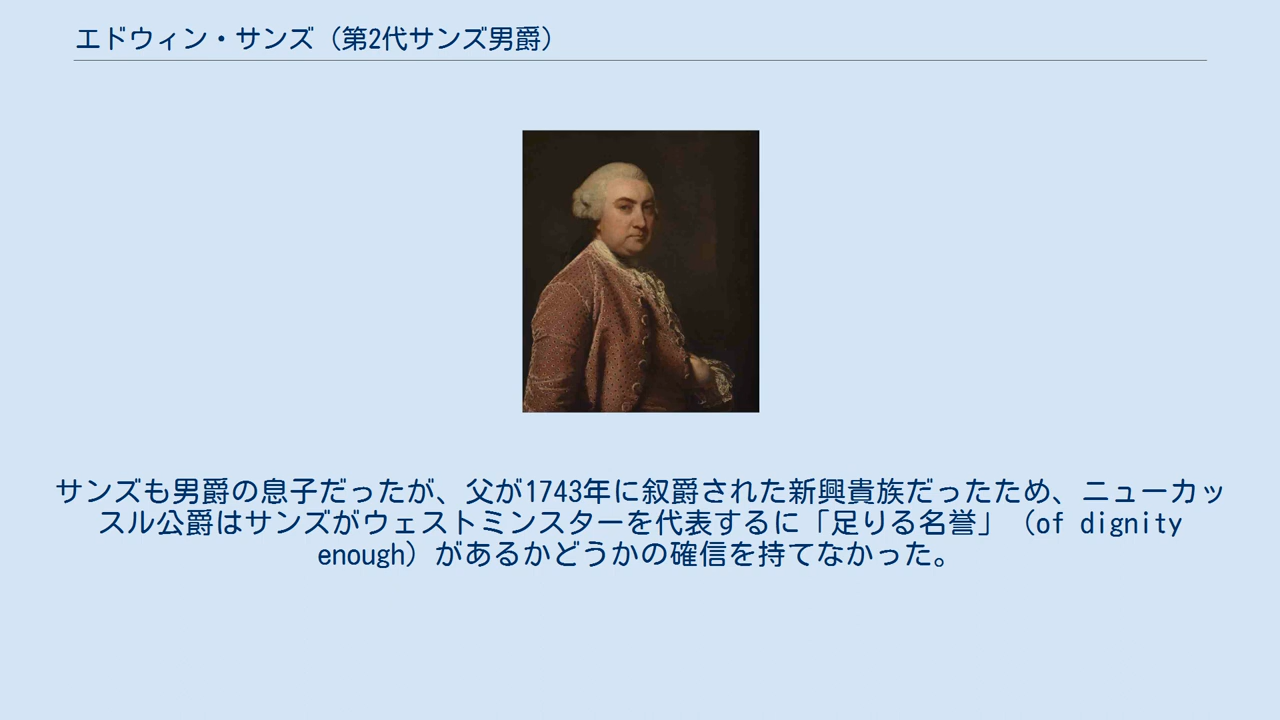 エドウィン・サンズ（第2代サンズ男爵）
サンズも男爵の息子だったが、父が1743年に叙爵された新興貴族だったため、ニューカッ
スル公爵はサンズがウェストミンスターを代表するに「足りる名誉」（of dignity
enough）があるかどうかの確信を持てなかった。